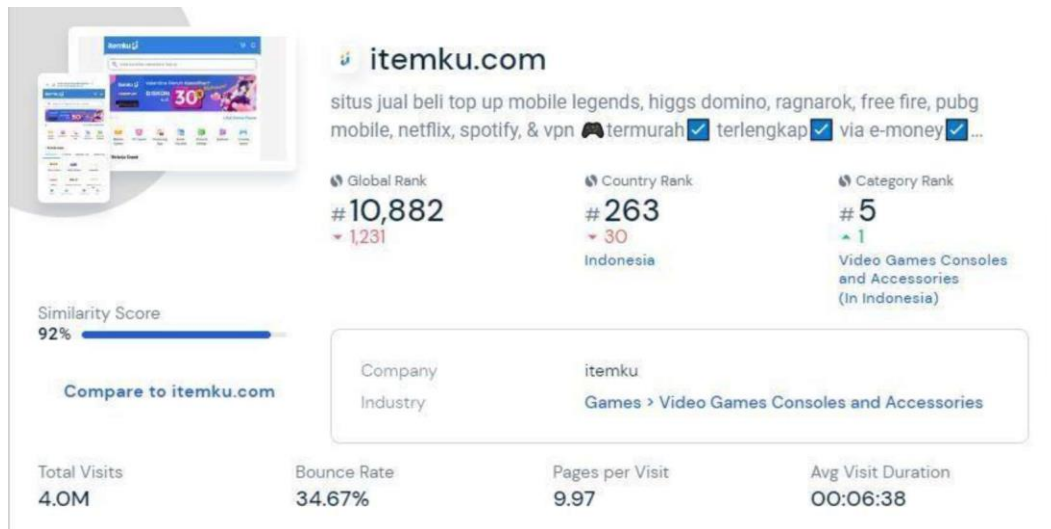 itemku
30%
itemku.com
situs jual beli top up mobile legends, higgs domino, ragnarok, free fire, pubg
mobile, netflix, spotify, & vpn 🎮termurah☑️ terlengkap☑️ via e-money☑️...
Global Rank
#10,882
1,231
Country Rank
#263
30
Indonesia
Category Rank
#5
1
Video Games Consoles
and Accessories
(In Indonesia)
Similarity Score
92%
Compare to itemku.com
Company itemku
Industry Games > Video Games Consoles and Accessories
Total Visits
4.0M
Bounce Rate
34.67%
Pages per Visit
9.97
Avg Visit Duration
00:06:38